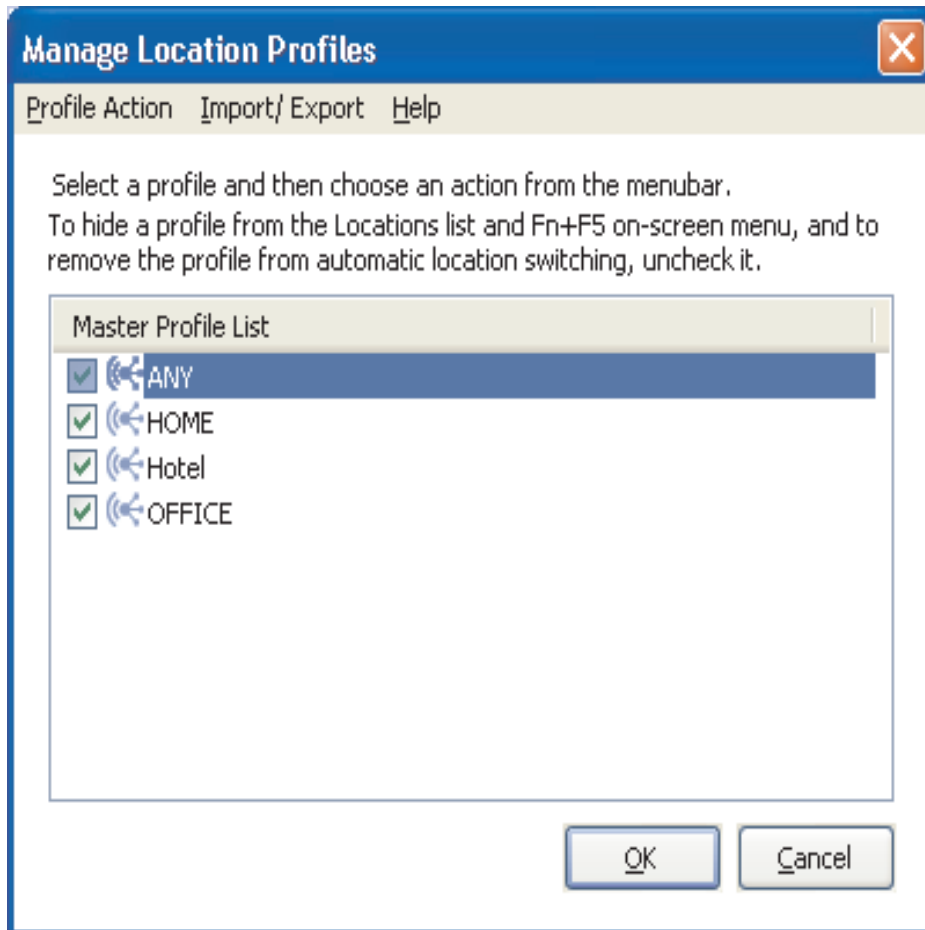 Manage Location Profiles
Profile Action Import/ Export Help
Select a profile and then choose an action from the menubar.
To hide a profile from the Locations list and Fn+F5 on-screen menu, and to
remove the profile from automatic location switching, uncheck it.
Master Profile List
ANY
HOME
Hotel
OFFICE
OK Cancel